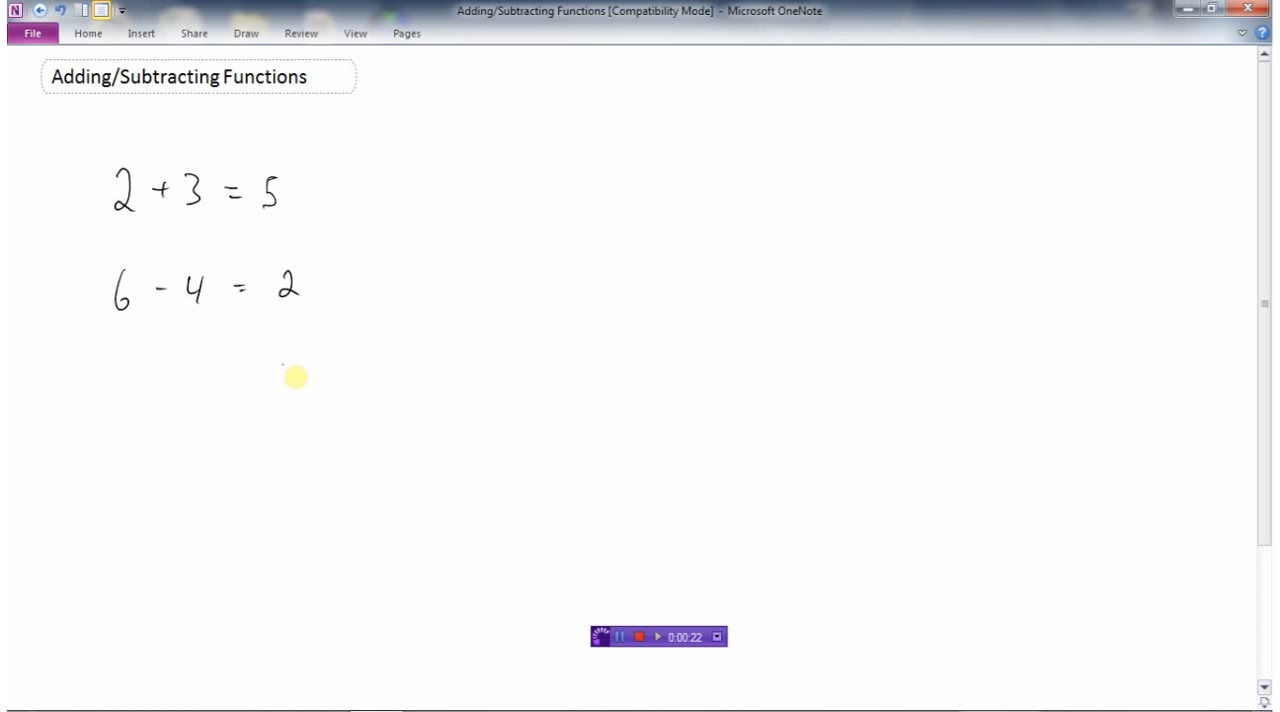 Adding/Subtracting Functions [Compatibility Mode] - Microsoft OneNote
File Home Insert Share Draw Review View Pages
Adding/Subtracting Functions
2 + 3 = 5
6 - 4 = 2
0:00:22